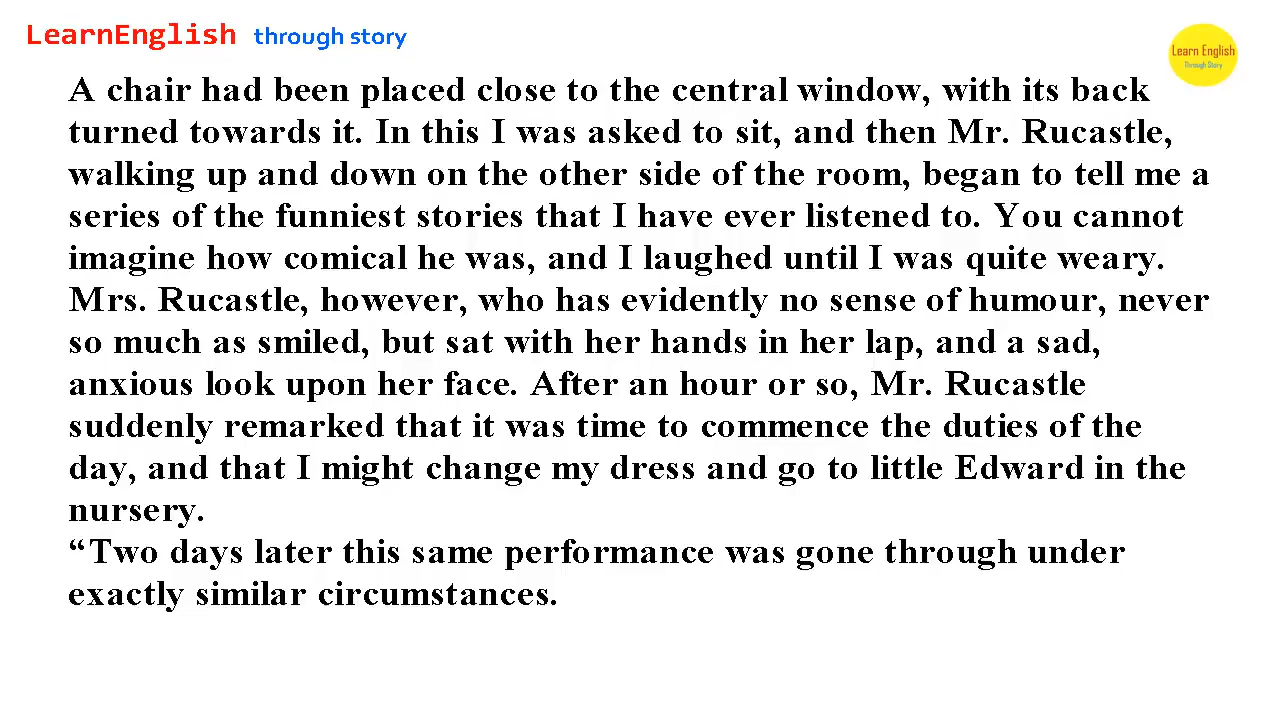 LearnEnglish through story
Learn English
Through Story
A chair had been placed close to the central window, with its back
turned towards it. In this I was asked to sit, and then Mr. Rucastle,
walking up and down on the other side of the room, began to tell me a
series of the funniest stories that I have ever listened to. You cannot
imagine how comical he was, and I laughed until I was quite weary.
Mrs. Rucastle, however, who has evidently no sense of humour, never
so much as smiled, but sat with her hands in her lap, and a sad,
anxious look upon her face. After an hour or so, Mr. Rucastle
suddenly remarked that it was time to commence the duties of the
day, and that I might change my dress and go to little Edward in the
nursery.
“Two days later this same performance was gone through under
exactly similar circumstances.